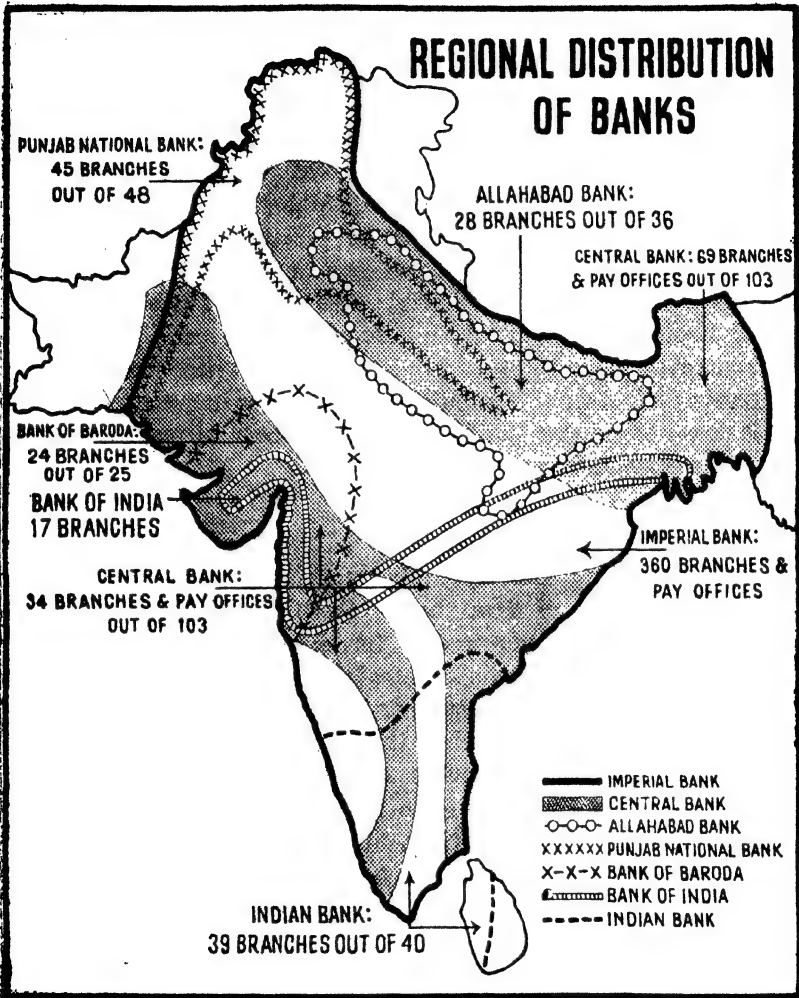 REGIONAL DISTRIBUTION
OF BANKS
PUNJAB NATIONAL BANK:
45 BRANCHES
OUT OF 48
ALLAHABAD BANK:
28 BRANCHES OUT OF 36
CENTRAL BANK: 69 BRANCHES
& PAY OFFICES OUT OF 103
BANK OF BARODA:
24 BRANCHES
OUT OF 25
BANK OF INDIA
17 BRANCHES
IMPERIAL BANK:
360 BRANCHES &
PAY OFFICES
CENTRAL BANK:
34 BRANCHES & PAY OFFICES
OUT OF 103
IMPERIAL BANK
CENTRAL BANK
ALLAHABAD BANK
PUNJAB NATIONAL BANK
BANK OF BARODA
BANK OF INDIA
INDIAN BANK
INDIAN BANK:
39 BRANCHES OUT OF 40